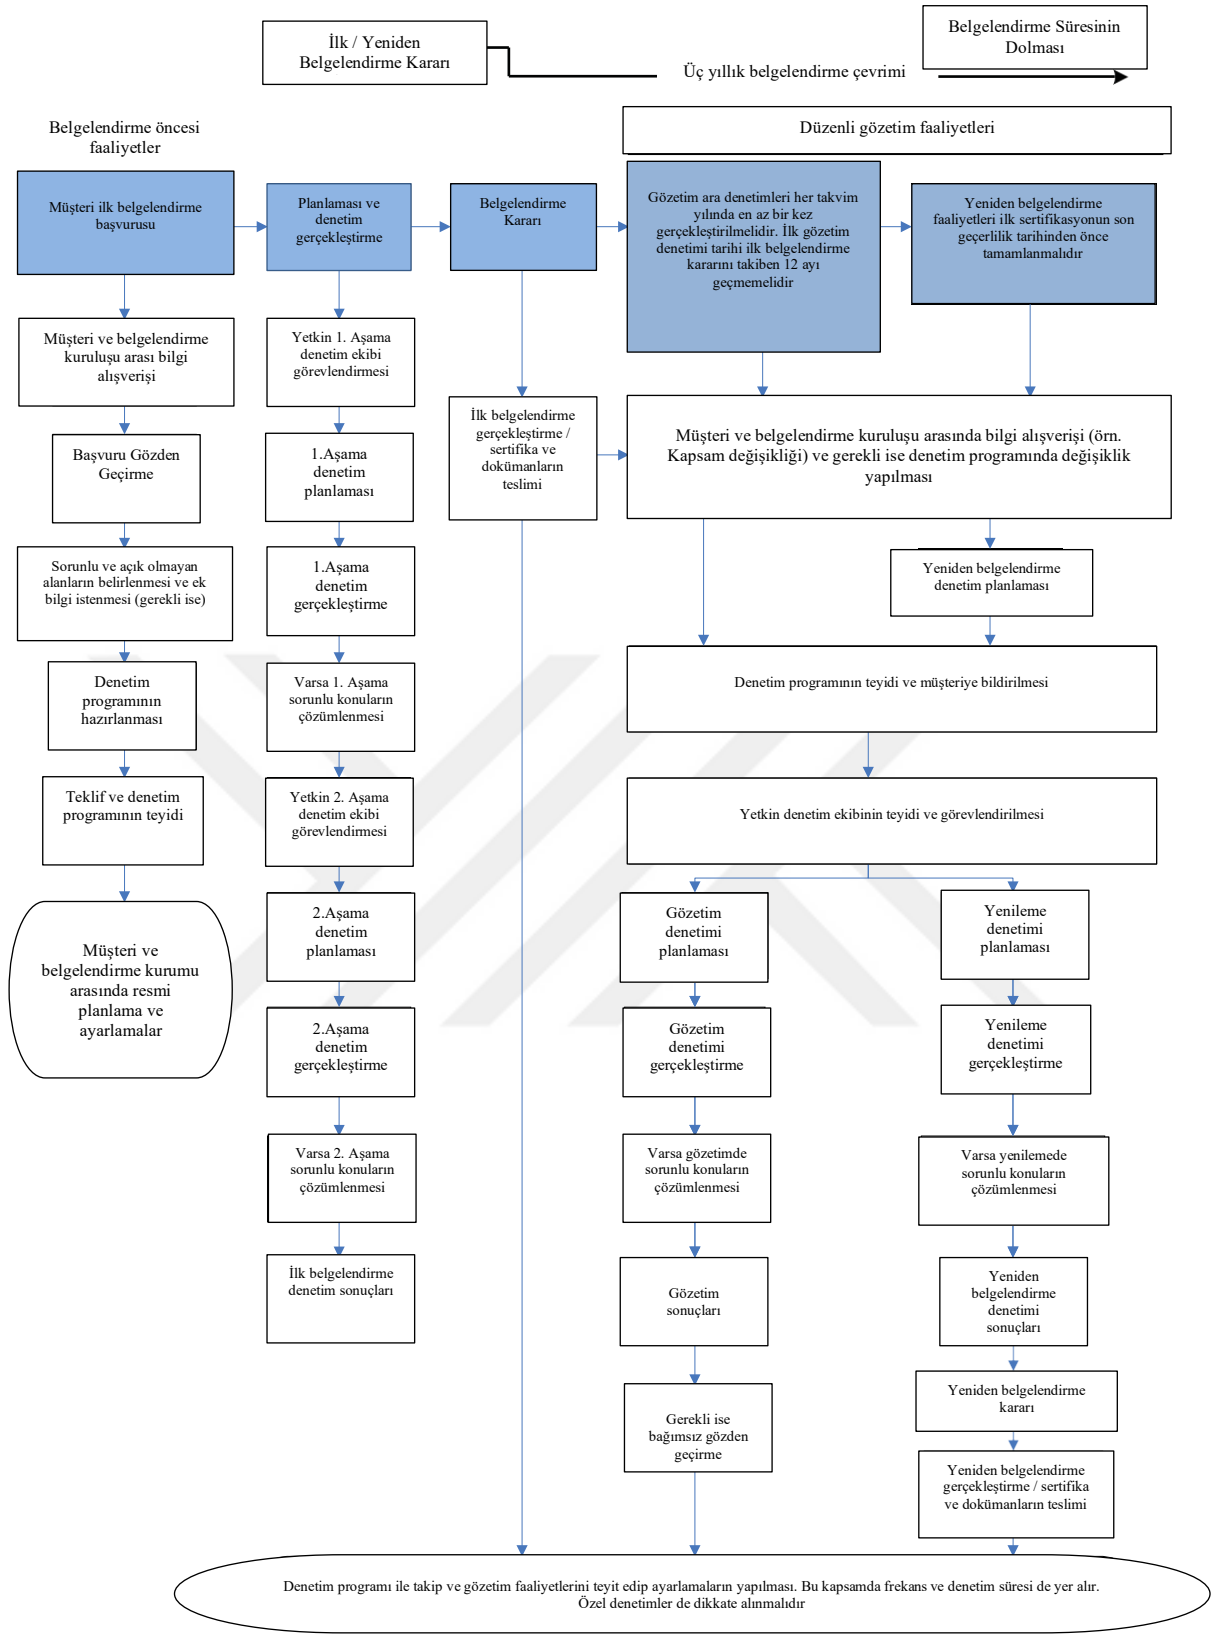 İlk / Yeniden
Belgelendirme Kararı
Üç yıllık belgelendirme çevrimi
Belgelendirme Süresinin
Dolması
Belgelendirme öncesi
faaliyetler
Düzenli gözetim faaliyetleri
Müşteri ilk belgelendirme
başvurusu
Planlaması ve
denetim
gerçekleştirme
Belgelendirme
Kararı
Gözetim ara denetimleri her takvim
yılında en az bir kez
gerçekleştirilmelidir. İlk gözetim
denetimi tarihi ilk belgelendirme
kararını takiben 12 ayı
geçmemelidir
Yeniden belgelendirme
faaliyetleri ilk sertifikasyonun son
geçerlilik tarihinden önce
tamamlanmalıdır
Müşteri ve belgelendirme
kuruluşu arası bilgi
alışverişi
Başvuru Gözden
Geçirme
Sorunlu ve açık olmayan
alanların belirlenmesi ve ek
bilgi istenmesi (gerekli ise)
Denetim
programının
hazırlanması
Teklif ve denetim
programının teyidi
Müşteri ve
belgelendirme kurumu
arasında resmi
planlama ve
ayarlamalar
Yetkin 1. Aşama
denetim ekibi
görevlendirmesi
1.Aşama
denetim
planlaması
1.Aşama
denetim
gerçekleştirme
Varsa 1. Aşama
sorunlu konuların
çözümlenmesi
Yetkin 2. Aşama
denetim ekibi
görevlendirmesi
2.Aşama
denetim
planlaması
2.Aşama
denetim
gerçekleştirme
Varsa 2. Aşama
sorunlu konuların
çözümlenmesi
İlk belgelendirme
denetim sonuçları
İlk belgelendirme
gerçekleştirme /
sertifika ve
dokümanların
teslimi
Müşteri ve belgelendirme kuruluşu arasında bilgi alışverişi (örn.
Kapsam değişikliği) ve gerekli ise denetim programında değişiklik
yapılması
Yeniden belgelendirme
denetim planlaması
Denetim programının teyidi ve müşteriye bildirilmesi
Yetkin denetim ekibinin teyidi ve görevlendirilmesi
Gözetim
denetimi
planlaması
Gözetim
denetimi
gerçekleştirme
Varsa gözetimde
sorunlu konuların
çözümlenmesi
Gözetim
sonuçları
Gerekli ise
bağımsız gözden
geçirme
Yenileme
denetimi
planlaması
Yenileme
denetimi
gerçekleştirme
Varsa yenilemede
sorunlu konuların
çözümlenmesi
Yeniden
belgelendirme
denetimi
sonuçları
Yeniden belgelendirme
kararı
Yeniden belgelendirme
gerçekleştirme / sertifika
ve dokümanların teslimi
Denetim programı ile takip ve gözetim faaliyetlerini teyit edip ayarlamaların yapılması. Bu kapsamda frekans ve denetim süresi de yer alır.
Özel denetimler de dikkate alınmalıdır